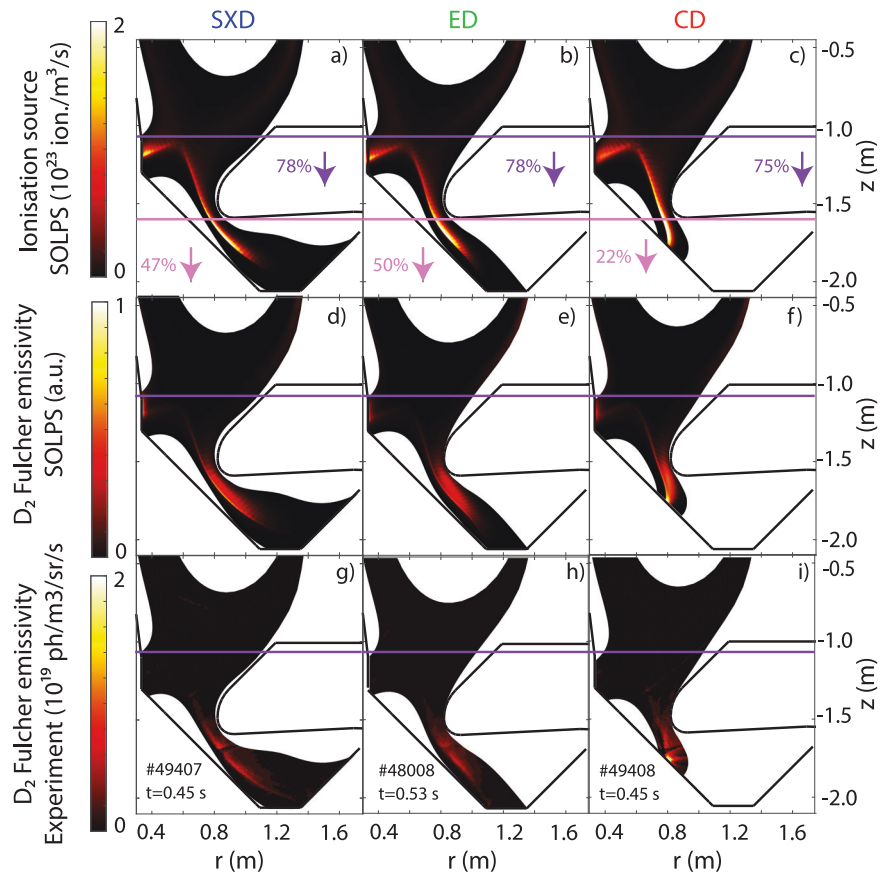 SXD ED CD
Ionisation source
SOLPS (10²³ ion./m³/s)
2
0
a) b) c)
78% 78% 75%
47% 50% 22%
-0.5
-1.0
-1.5
-2.0
z (m)
D₂ Fulcher emissivity
SOLPS (a.u.)
1
0
d) e) f)
-0.5
-1.0
-1.5
-2.0
z (m)
D₂ Fulcher emissivity
Experiment (10¹⁹ ph/m3/sr/s)
2
0
g) h) i)
#49407
t=0.45 s
#48008
t=0.53 s
#49408
t=0.45 s
-0.5
-1.0
-1.5
-2.0
z (m)
0.4 0.8 1.2 1.6 0.4 0.8 1.2 1.6 0.4 0.8 1.2 1.6
r (m) r (m) r (m)